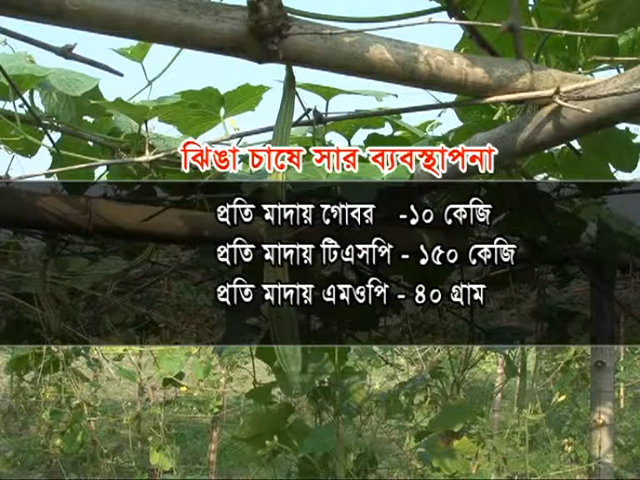 ঝিঙা চাষে সার ব্যবস্থাপনা
প্রতি মাদায় গোবর -১০ কেজি
প্রতি মাদায় টিএসপি - ১৫০ কেজি
প্রতি মাদায় এমওপি - ৪০ গ্রাম